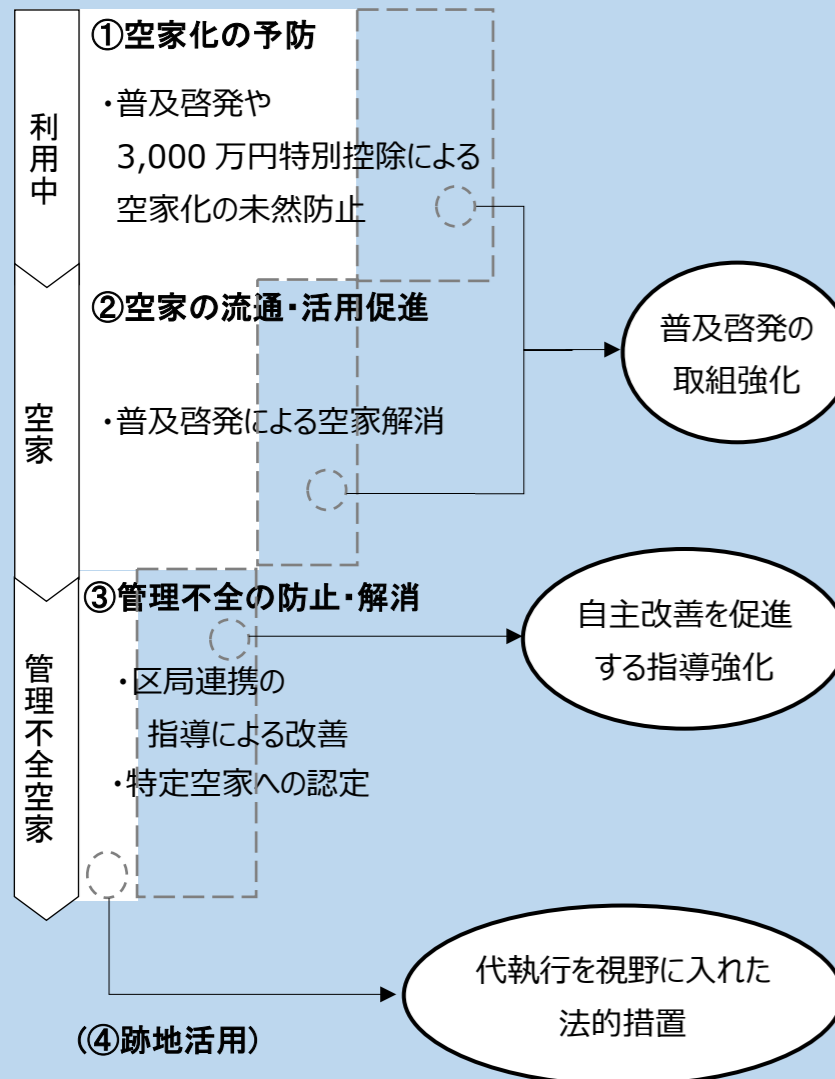 利用中
①空家化の予防
・普及啓発や
3,000 万円特別控除による
空家化の未然防止
空家
②空家の流通・活用促進
・普及啓発による空家解消
普及啓発の
取組強化
管理不全空家
③管理不全の防止・解消
・区局連携の
指導による改善
・特定空家への認定
自主改善を促進
する指導強化
代執行を視野に入れた
法的措置
(④跡地活用)